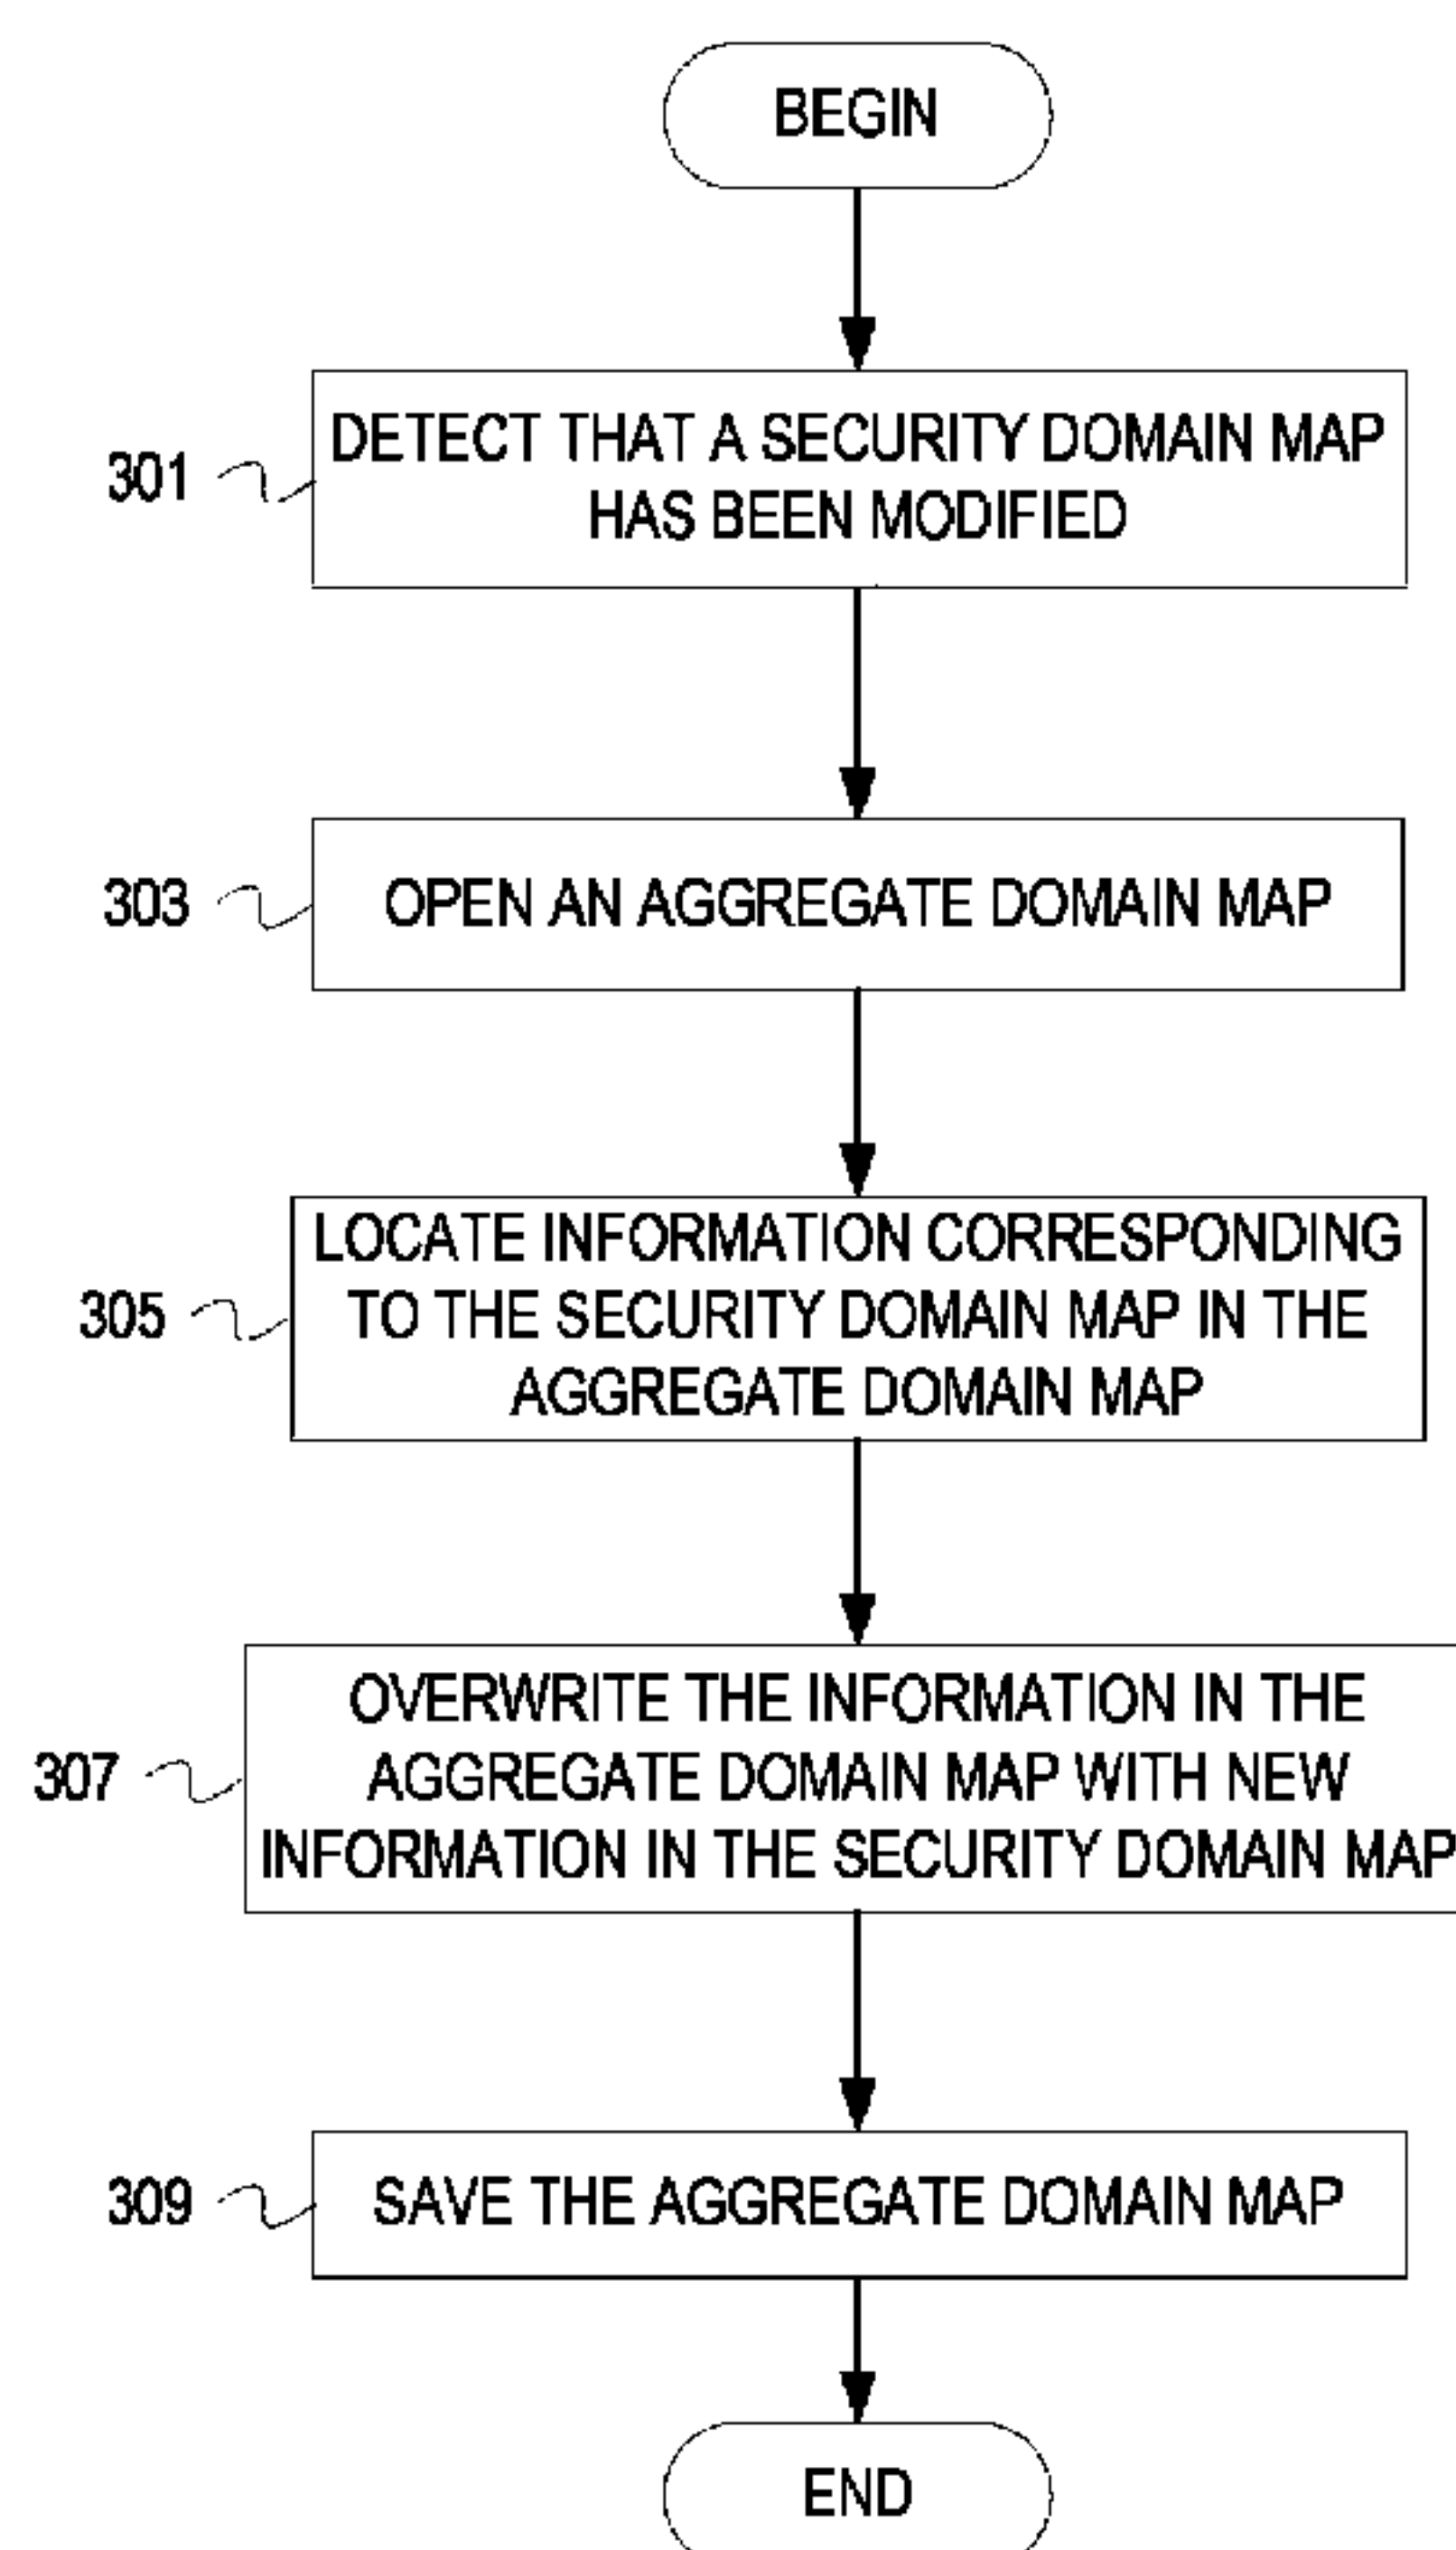 BEGIN
301
DETECT THAT A SECURITY DOMAIN MAP
HAS BEEN MODIFIED
303
OPEN AN AGGREGATE DOMAIN MAP
305
LOCATE INFORMATION CORRESPONDING
TO THE SECURITY DOMAIN MAP IN THE
AGGREGATE DOMAIN MAP
307
OVERWRITE THE INFORMATION IN THE
AGGREGATE DOMAIN MAP WITH NEW
INFORMATION IN THE SECURITY DOMAIN MAP
309
SAVE THE AGGREGATE DOMAIN MAP
END